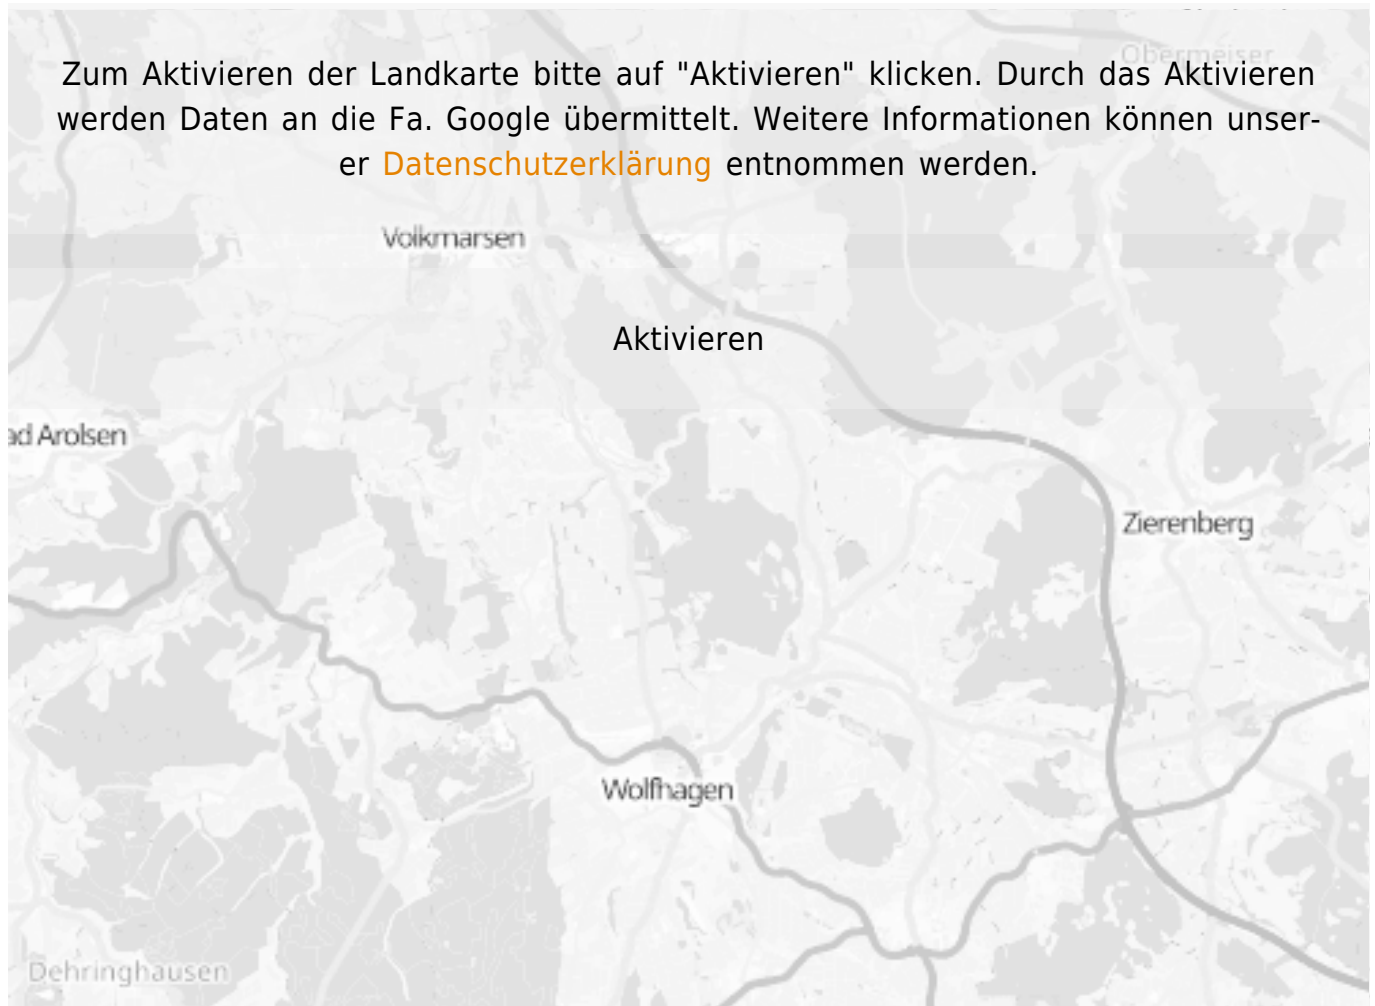 Obermeiser
Zum Aktivieren der Landkarte bitte auf "Aktivieren" klicken. Durch das Aktivieren
werden Daten an die Fa. Google übermittelt. Weitere Informationen können unser-
er Datenschutzerklärung entnommen werden.
Volkmarsen
Aktivieren
ad Arolsen
Zierenberg
Wolfhagen
Dehringhausen